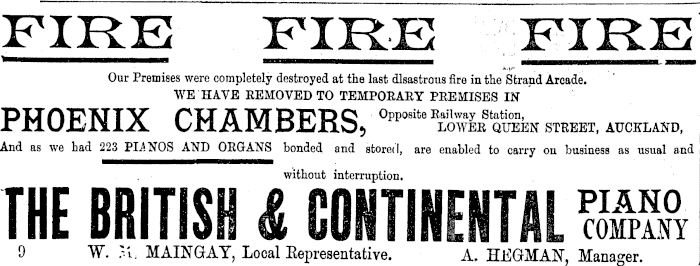 FIRE FIRE FIRE
Our Premises were completely destroyed at the last disastrous fire in the Strand Arcade.
WE HAVE REMOVED TO TEMPORARY PREMISES IN
PHOENIX CHAMBERS, Opposite Railway Station,
LOWER QUEEN STREET, AUCKLAND,
And as we had 223 PIANOS AND ORGANS bonded and stored, are enabled to carry on business as usual and
without interruption.
THE BRITISH & CONTINENTAL PIANO
COMPANY
9 W. M. MAINGAY, Local Representative. A. HEGMAN, Manager.